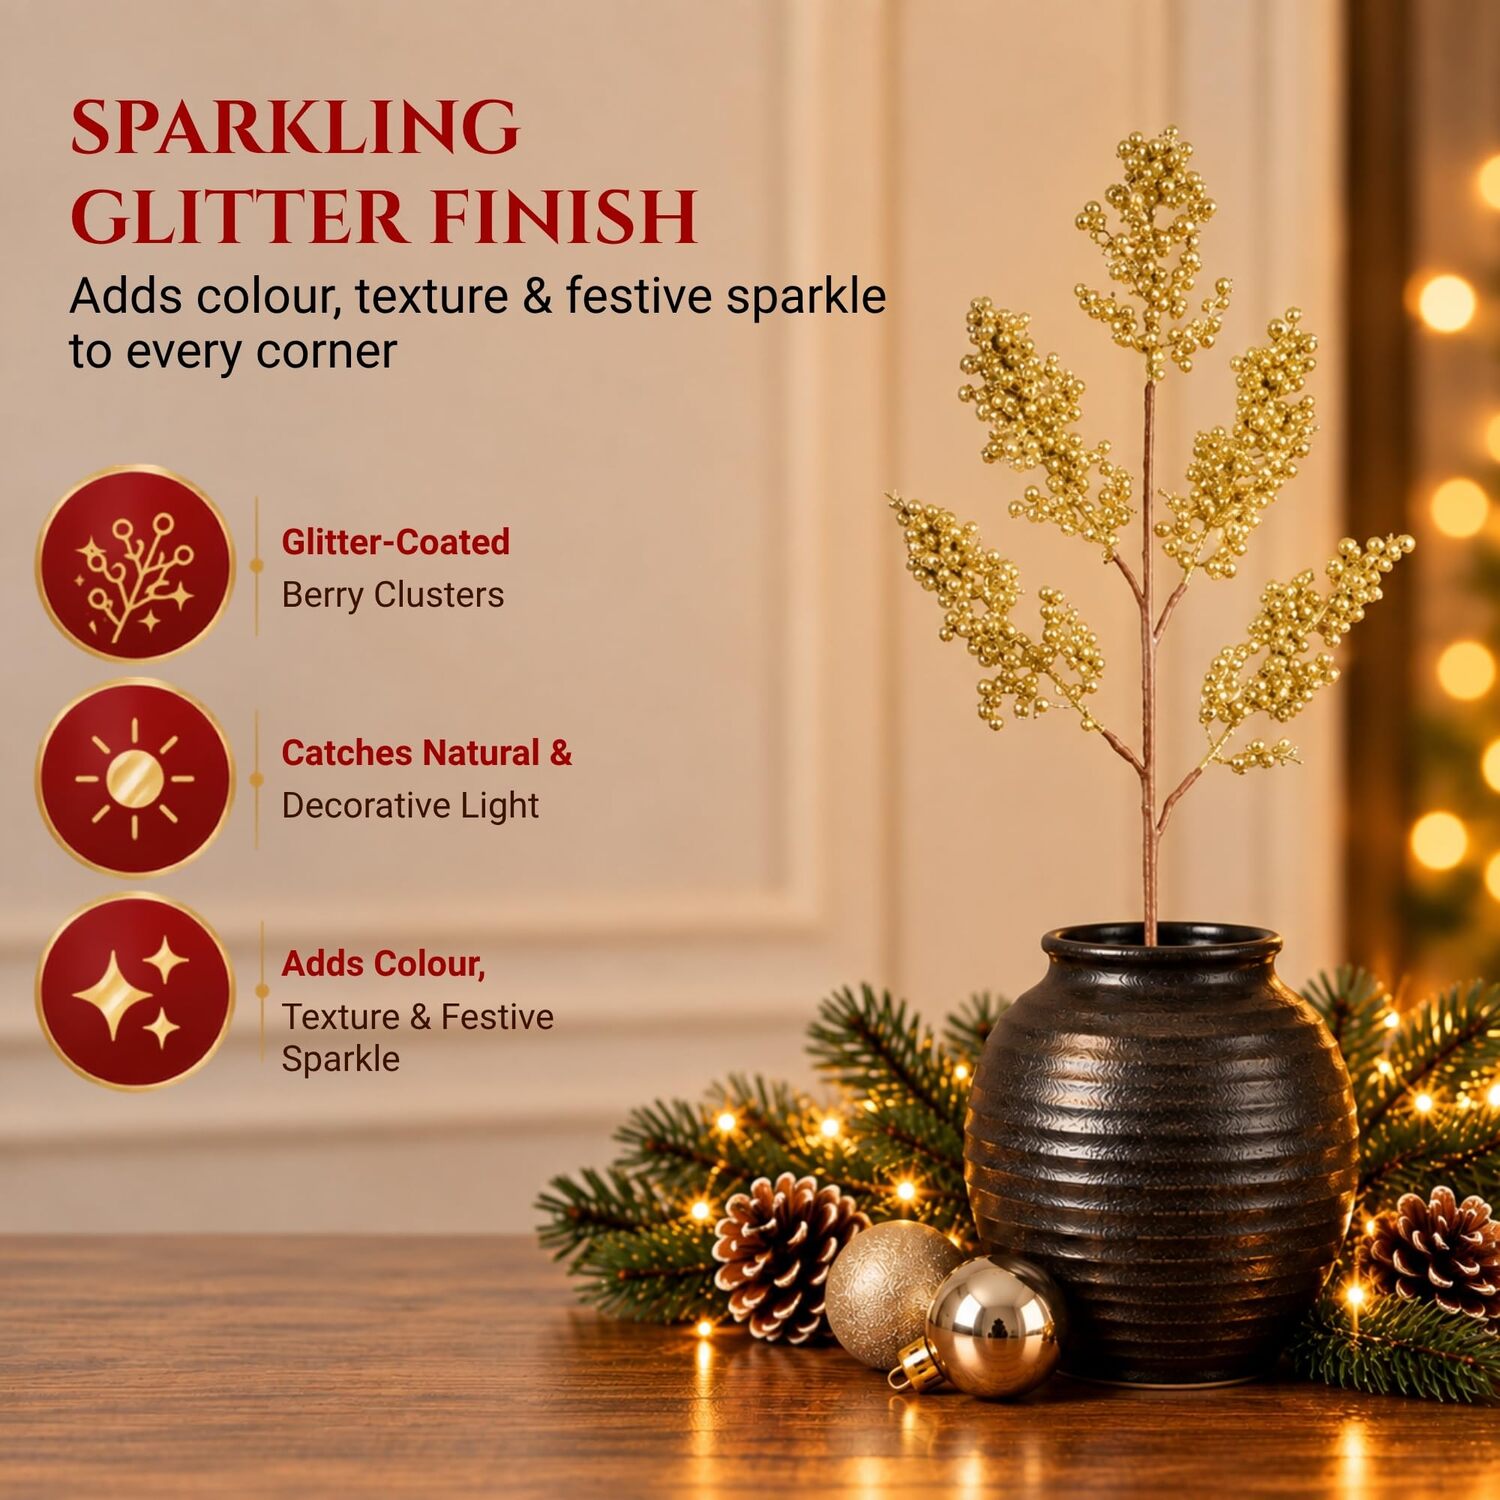 SPARKLING
GLITTER FINISH
Adds colour, texture & festive sparkle
to every corner
Glitter-Coated
Berry Clusters
Catches Natural &
Decorative Light
Adds Colour,
Texture & Festive
Sparkle